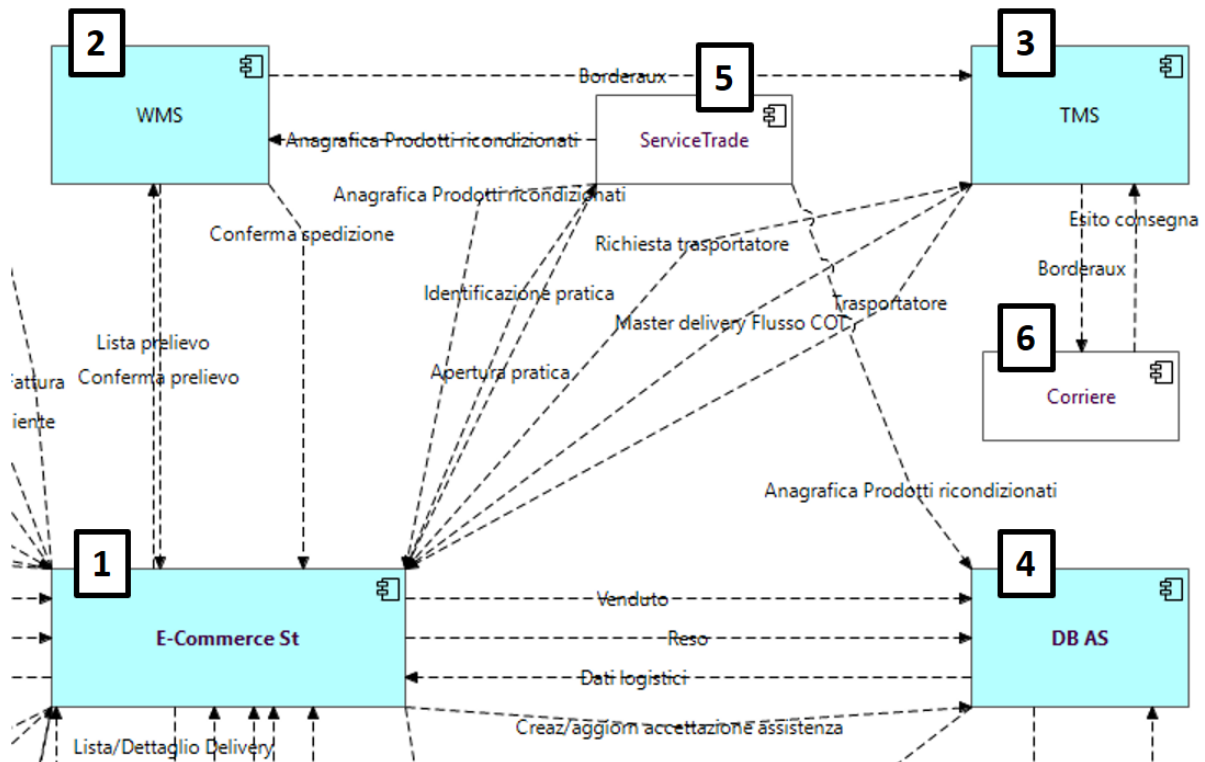 2
3
5
Borderaux
WMS
ServiceTrade
TMS
Anagrafica Prodotti ricondizionati
Anagrafica Prodotti ricondizionati
Conferma spedizione
Richiesta trasportatore
Esito consegna
Borderaux
Identificazione pratica
Master delivery Flusso COT
Trasportatore
6
Lista prelievo
Conferma prelievo
Apertura pratica
Corriere
attura
iente
Anagrafica Prodotti ricondizionati
1
4
Venduto
E-Commerce St
Reso
DB AS
Dati logistici
Creaz/aggiorn accettazione assistenza
Lista/Dettaglio Delivery